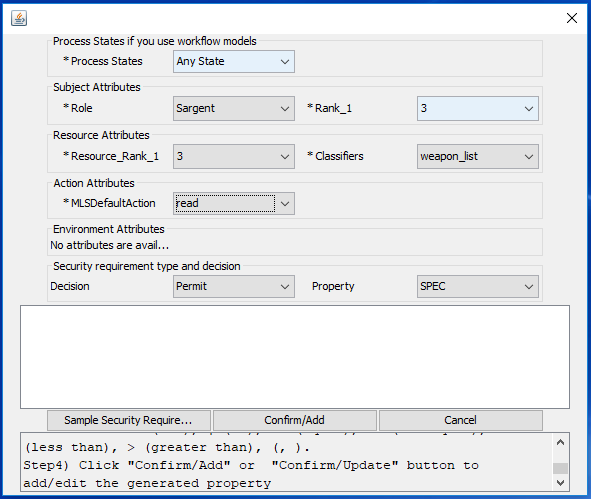 Process States if you use workflow models
* Process States Any State
Subject Attributes
* Role Sargent * Rank_1 3
Resource Attributes
* Resource_Rank_1 3 * Classifiers weapon_list
Action Attributes
* MLSDefaultAction read
Environment Attributes
No attributes are avail...
Security requirement type and decision
Decision Permit Property SPEC
Sample Security Require... Confirm/Add Cancel
(less than), > (greater than), (, ).
Step4) Click "Confirm/Add" or "Confirm/Update" button to
add/edit the generated property